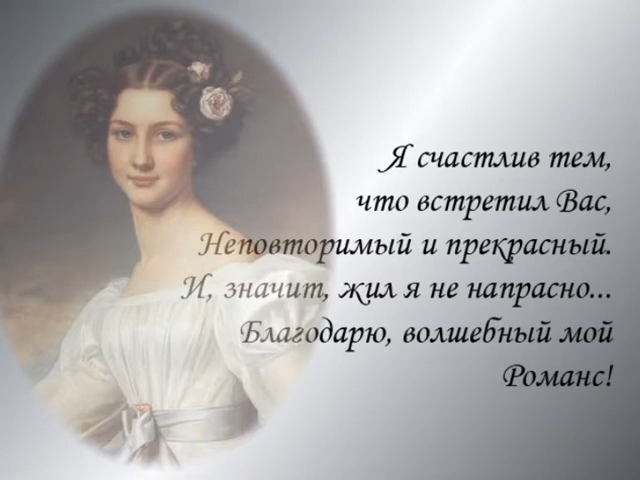 Я счастлив тем,
что встретил Вас,
Неповторимый и прекрасный.
И, значит, жил я не напрасно...
Благодарю, волшебный мой
Романс!